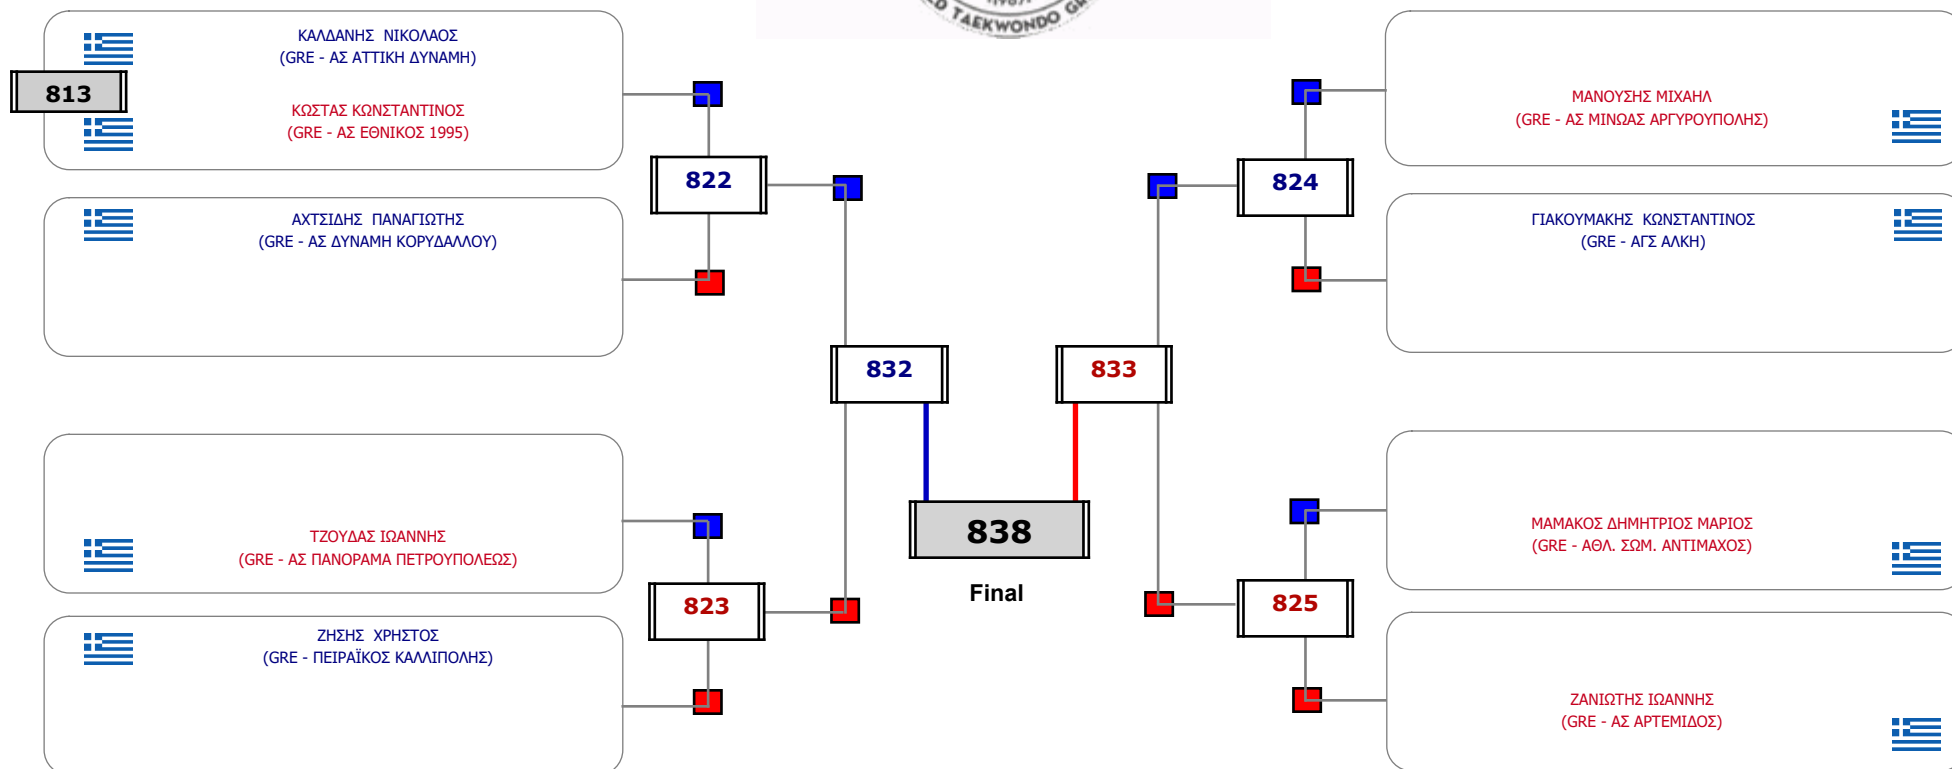 TAEKWONDO
ΚΑΛΔΑΝΗΣ ΝΙΚΟΛΑΟΣ
(GRE - ΑΣ ΑΤΤΙΚΗ ΔΥΝΑΜΗ)
813
ΚΩΣΤΑΣ ΚΩΝΣΤΑΝΤΙΝΟΣ
(GRE - ΑΣ ΕΘΝΙΚΟΣ 1995)
822
ΑΧΤΣΙΔΗΣ ΠΑΝΑΓΙΩΤΗΣ
(GRE - ΑΣ ΔΥΝΑΜΗ ΚΟΡΥΔΑΛΛΟΥ)
832
ΤΖΟΥΔΑΣ ΙΩΑΝΝΗΣ
(GRE - ΑΣ ΠΑΝΟΡΑΜΑ ΠΕΤΡΟΥΠΟΛΕΩΣ)
823
ΖΗΣΗΣ ΧΡΗΣΤΟΣ
(GRE - ΠΕΙΡΑΪΚΟΣ ΚΑΛΛΙΠΟΛΗΣ)
838
Final
ΜΑΝΟΥΣΗΣ ΜΙΧΑΗΛ
(GRE - ΑΣ ΜΙΝΩΑΣ ΑΡΓΥΡΟΥΠΟΛΗΣ)
824
ΓΙΑΚΟΥΜΑΚΗΣ ΚΩΝΣΤΑΝΤΙΝΟΣ
(GRE - ΑΓΣ ΑΛΚΗ)
833
ΜΑΜΑΚΟΣ ΔΗΜΗΤΡΙΟΣ ΜΑΡΙΟΣ
(GRE - ΑΘΛ. ΣΩΜ. ΑΝΤΙΜΑΧΟΣ)
825
ΖΑΝΙΩΤΗΣ ΙΩΑΝΝΗΣ
(GRE - ΑΣ ΑΡΤΕΜΙΔΟΣ)